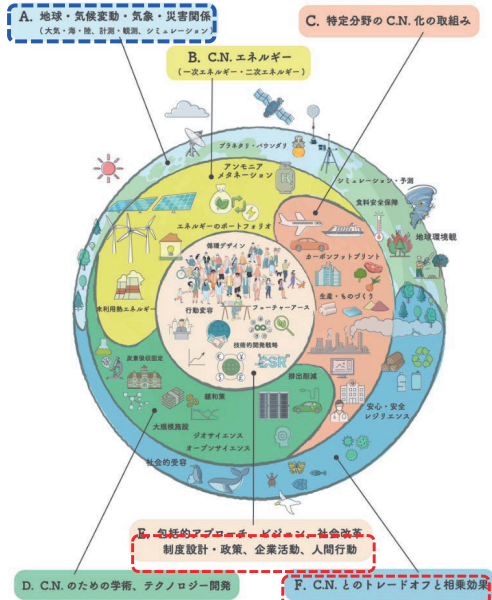 A. 地球・気候変動・気象・災害関係
(大気・海・陸、計測・観測、シミュレーション)
C. 特定分野のC.N.化の取組み
B. C.N.エネルギー
(一次エネルギー・二次エネルギー)
プラネタリ・バウンダリ
アンモニア
メタネーション
シミュレーション・予測
食料安全保障
エネルギーのポートフォリオ
地球環境観
循環デザイン
カーボンフットプリント
行動変容
フューチャーアース
生産・ものづくり
未利用熱エネルギー
技術的開発戦略
CSR
炭素吸収固定
排出削減
緩和策
安心・安全
レジリエンス
大規模施設
ジオサイエンス
オープンサイエンス
社会的受容
E. 包括的アプローチ、ビジョン、社会改革
制度設計・政策、企業活動、人間行動
D. C.N.のための学術、テクノロジー開発
F. C.N.とのトレードオフと相乗効果